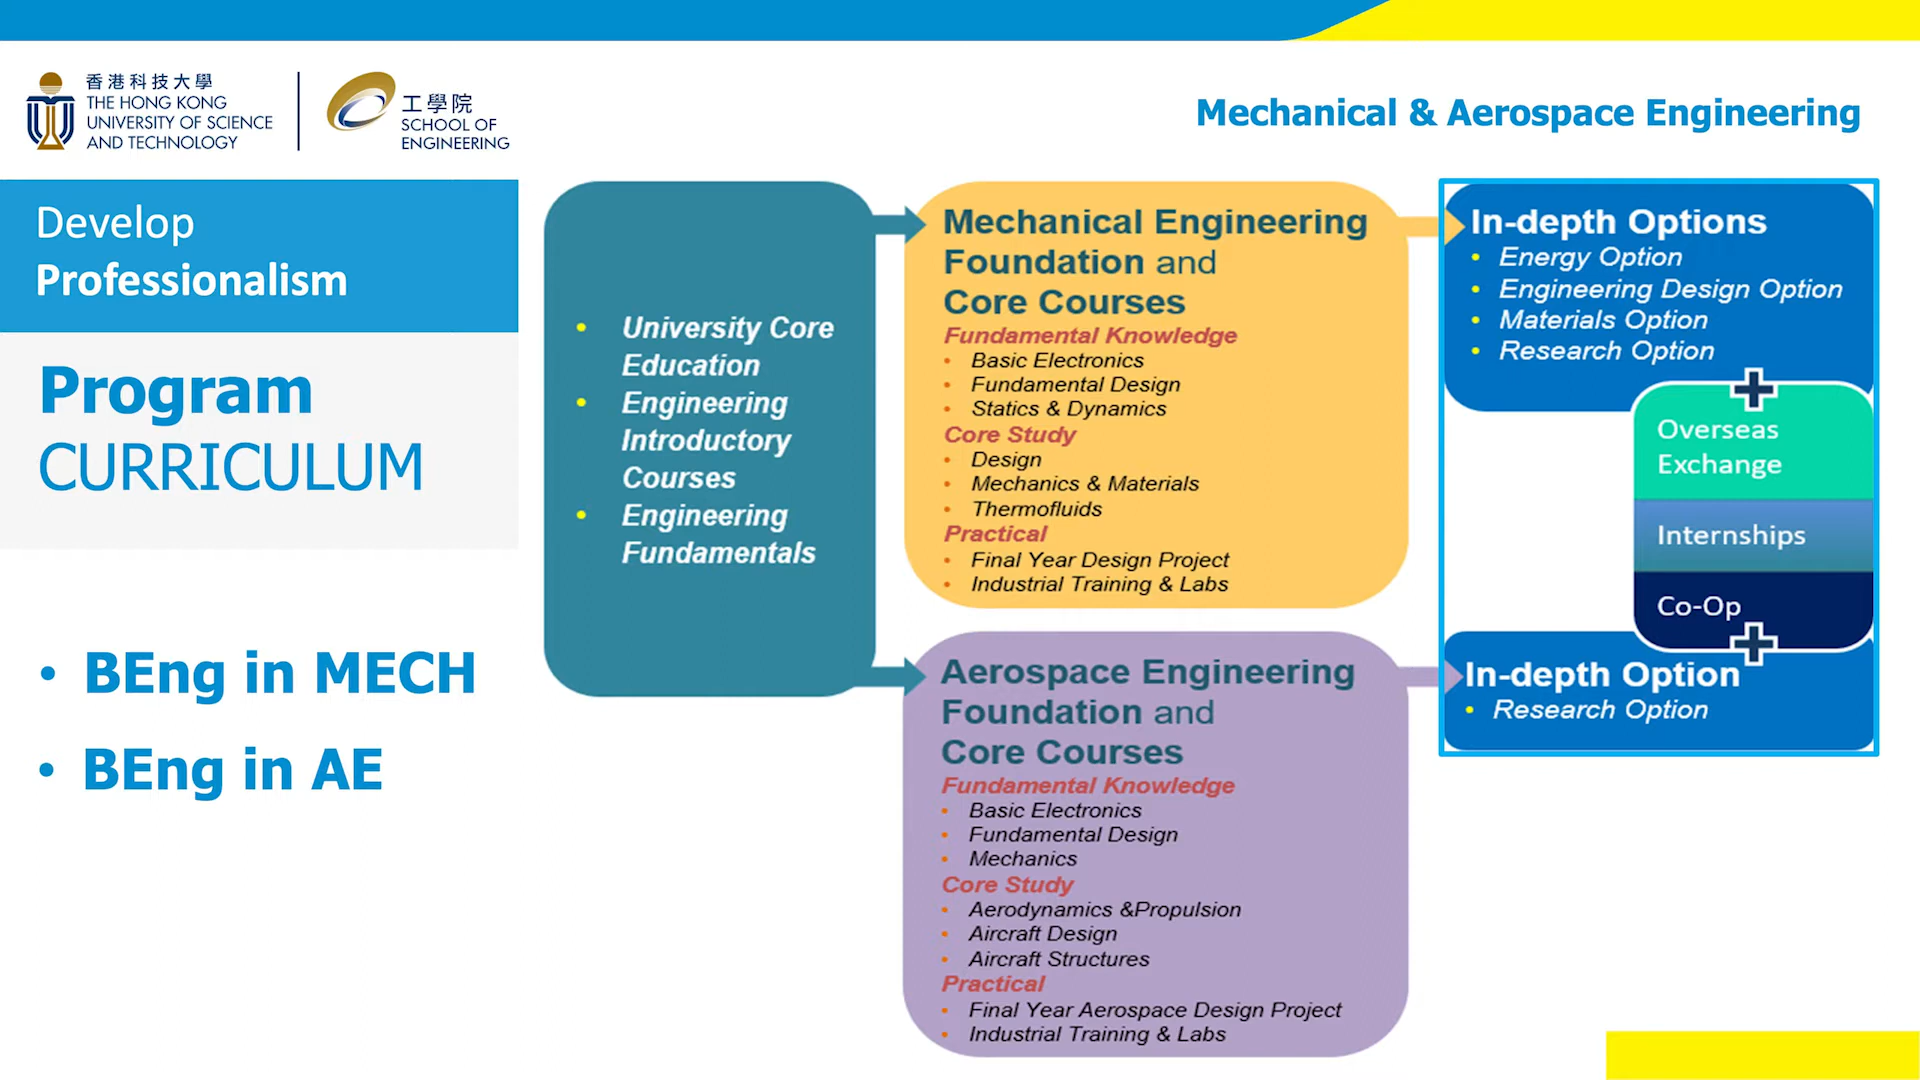 香港科技大學
THE HONG KONG
UNIVERSITY OF SCIENCE
AND TECHNOLOGY
工學院
SCHOOL OF
ENGINEERING
Mechanical & Aerospace Engineering
Develop
Professionalism
Program
CURRICULUM
• BEng in MECH
• BEng in AE
• University Core
Education
• Engineering
Introductory
Courses
• Engineering
Fundamentals
Mechanical Engineering
Foundation and
Core Courses
Fundamental Knowledge
• Basic Electronics
• Fundamental Design
• Statics & Dynamics
Core Study
• Design
• Mechanics & Materials
• Thermofluids
Practical
• Final Year Design Project
• Industrial Training & Labs
Aerospace Engineering
Foundation and
Core Courses
Fundamental Knowledge
• Basic Electronics
• Fundamental Design
• Mechanics
Core Study
• Aerodynamics &Propulsion
• Aircraft Design
• Aircraft Structures
Practical
• Final Year Aerospace Design Project
• Industrial Training & Labs
In-depth Options
• Energy Option
• Engineering Design Option
• Materials Option
• Research Option
Overseas
Exchange
Internships
Co-Op
In-depth Option
• Research Option